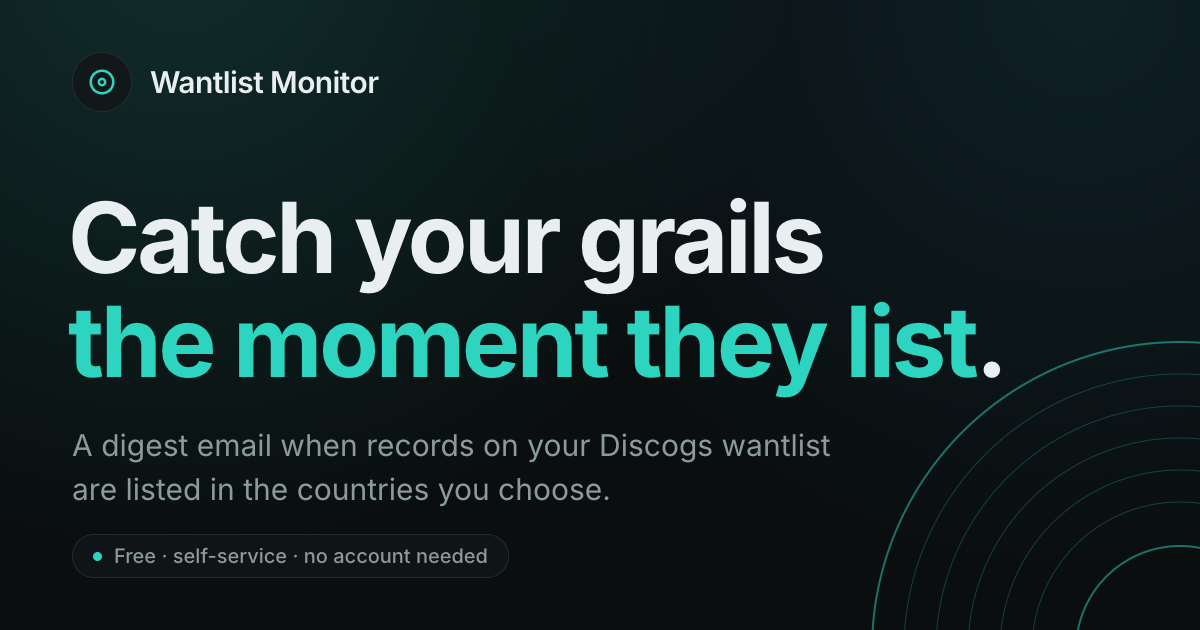 Wantlist Monitor
Catch your grails
the moment they list.
A digest email when records on your Discogs wantlist
are listed in the countries you choose.
Free · self-service · no account needed